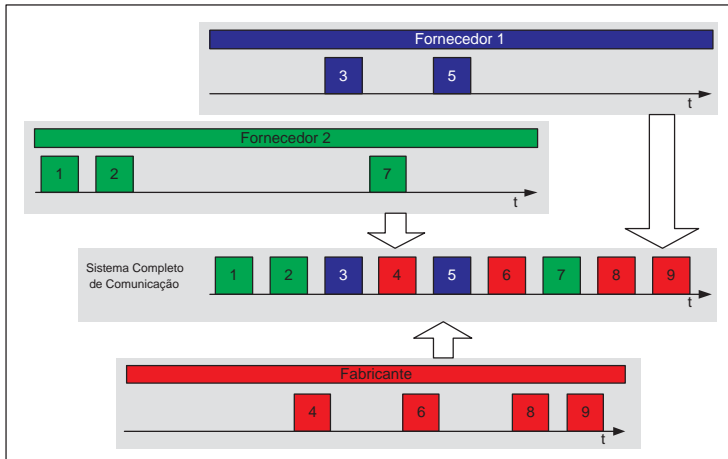 Fornecedor 1
3 5
t
Fornecedor 2
1 2 7
t
Sistema Completo
de Comunicação
1 2 3 4 5 6 7 8 9
t
Fabricante
4 6 8 9
t